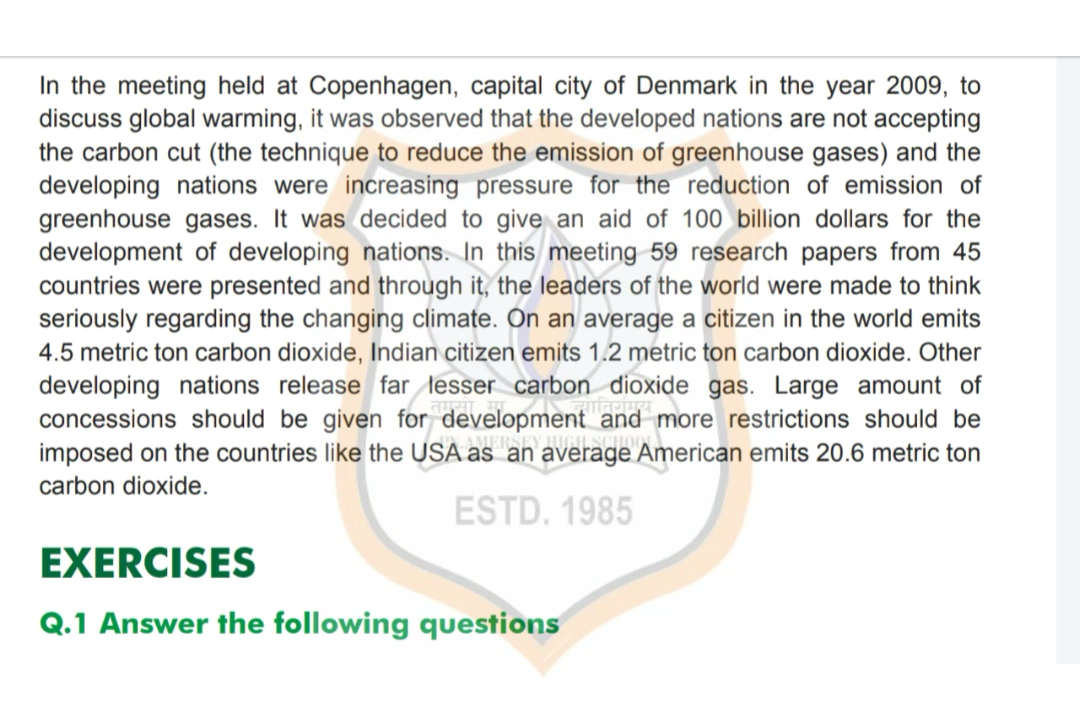 In the meeting held at Copenhagen, capital city of Denmark in the year 2009, to
discuss global warming, it was observed that the developed nations are not accepting
the carbon cut (the technique to reduce the emission of greenhouse gases) and the
developing nations were increasing pressure for the reduction of emission of
greenhouse gases. It was decided to give an aid of 100 billion dollars for the
development of developing nations. In this meeting 59 research papers from 45
countries were presented and through it, the leaders of the world were made to think
seriously regarding the changing climate. On an average a citizen in the world emits
4.5 metric ton carbon dioxide, Indian citizen emits 1.2 metric ton carbon dioxide. Other
developing nations release far lesser carbon dioxide gas. Large amount of
तमसो मा ज्योतिर्गमय
concessions should be given for development and more restrictions should be
AMERSEY HIGH SCHOOL
imposed on the countries like the USA as an average American emits 20.6 metric ton
carbon dioxide.
ESTD. 1985
EXERCISES
Q.1 Answer the following questions